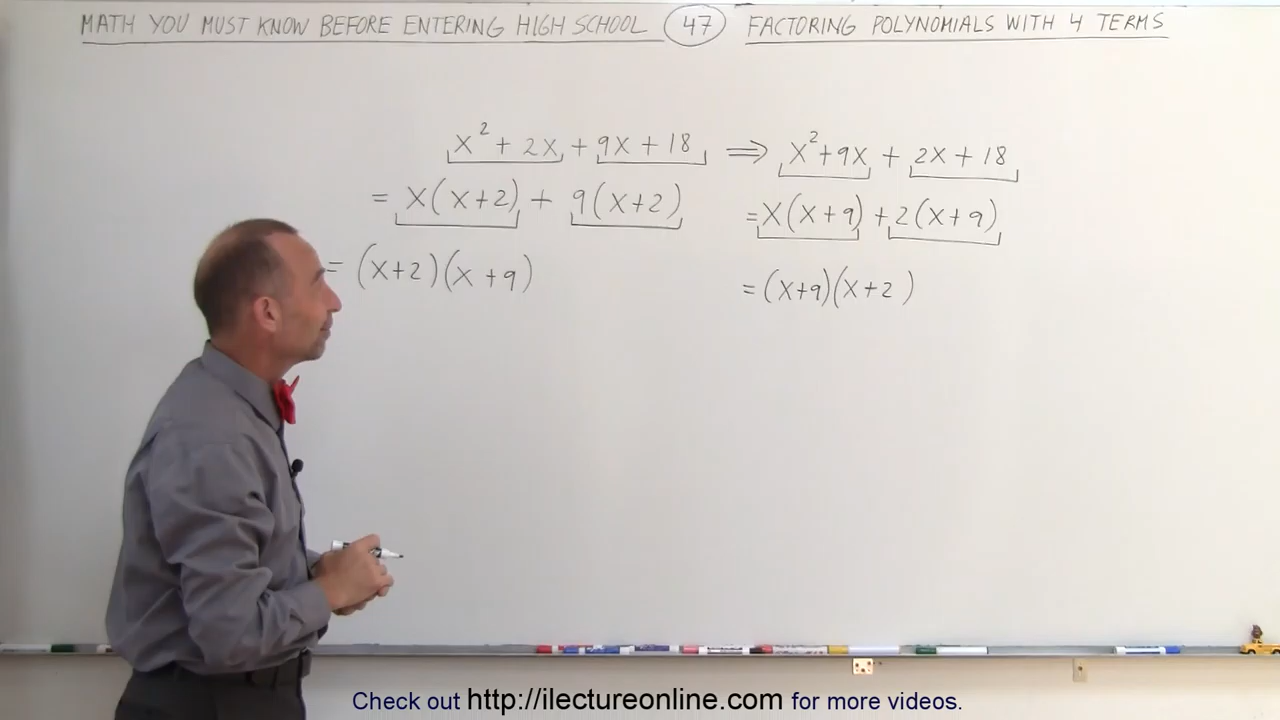 MATH YOU MUST KNOW BEFORE ENTERING HIGH SCHOOL 47 FACTORING POLYNOMIALS WITH 4 TERMS
x² + 2x + 9x + 18 ⟹ x² + 9x + 2x + 18
= x(x+2) + 9(x+2) = x(x+9) + 2(x+9)
= (x+2)(x+9) = (x+9)(x+2)
Check out http://ilectureonline.com for more videos.